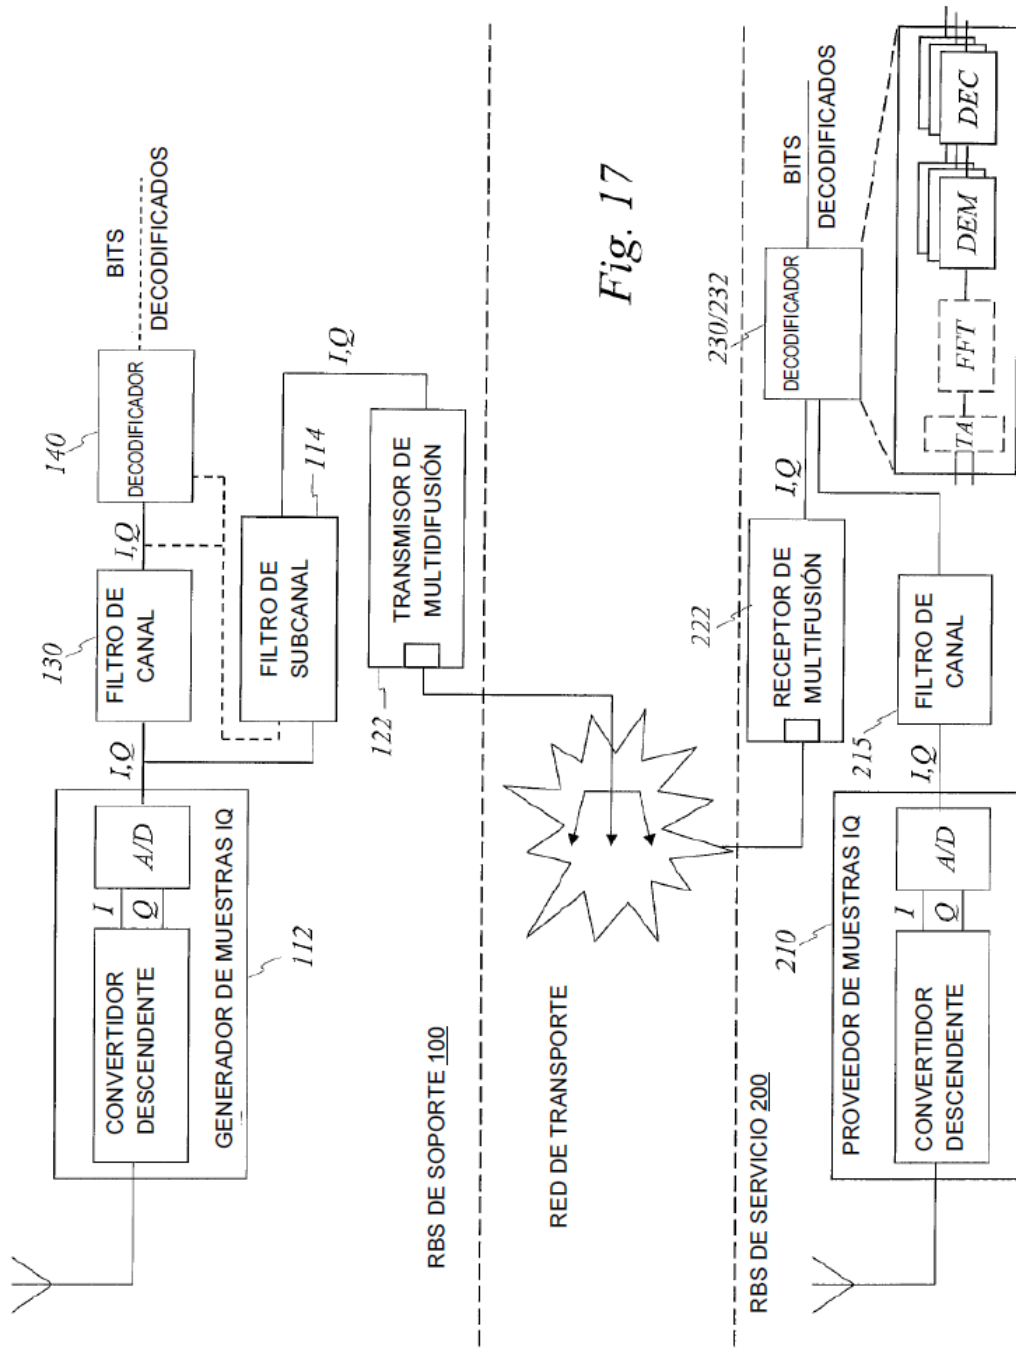 CONVERTIDOR
DESCENDENTE
I
Q
A/D
GENERADOR DE MUESTRAS IQ
112
I,Q
130
FILTRO DE
CANAL
I,Q
140
DECODIFICADOR
BITS
DECODIFICADOS
FILTRO DE
SUBCANAL
114
I,Q
122
TRANSMISOR DE
MULTIDIFUSIÓN
RBS DE SOPORTE 100
RED DE TRANSPORTE
Fig. 17
RBS DE SERVICIO 200
222
RECEPTOR DE
MULTIFUSIÓN
I,Q
230/232
DECODIFICADOR
BITS
DECODIFICADOS
210
PROVEEDOR DE MUESTRAS IQ
CONVERTIDOR
DESCENDENTE
I
Q
A/D
I,Q
215
FILTRO DE
CANAL
TA
FFT
DEM
DEC